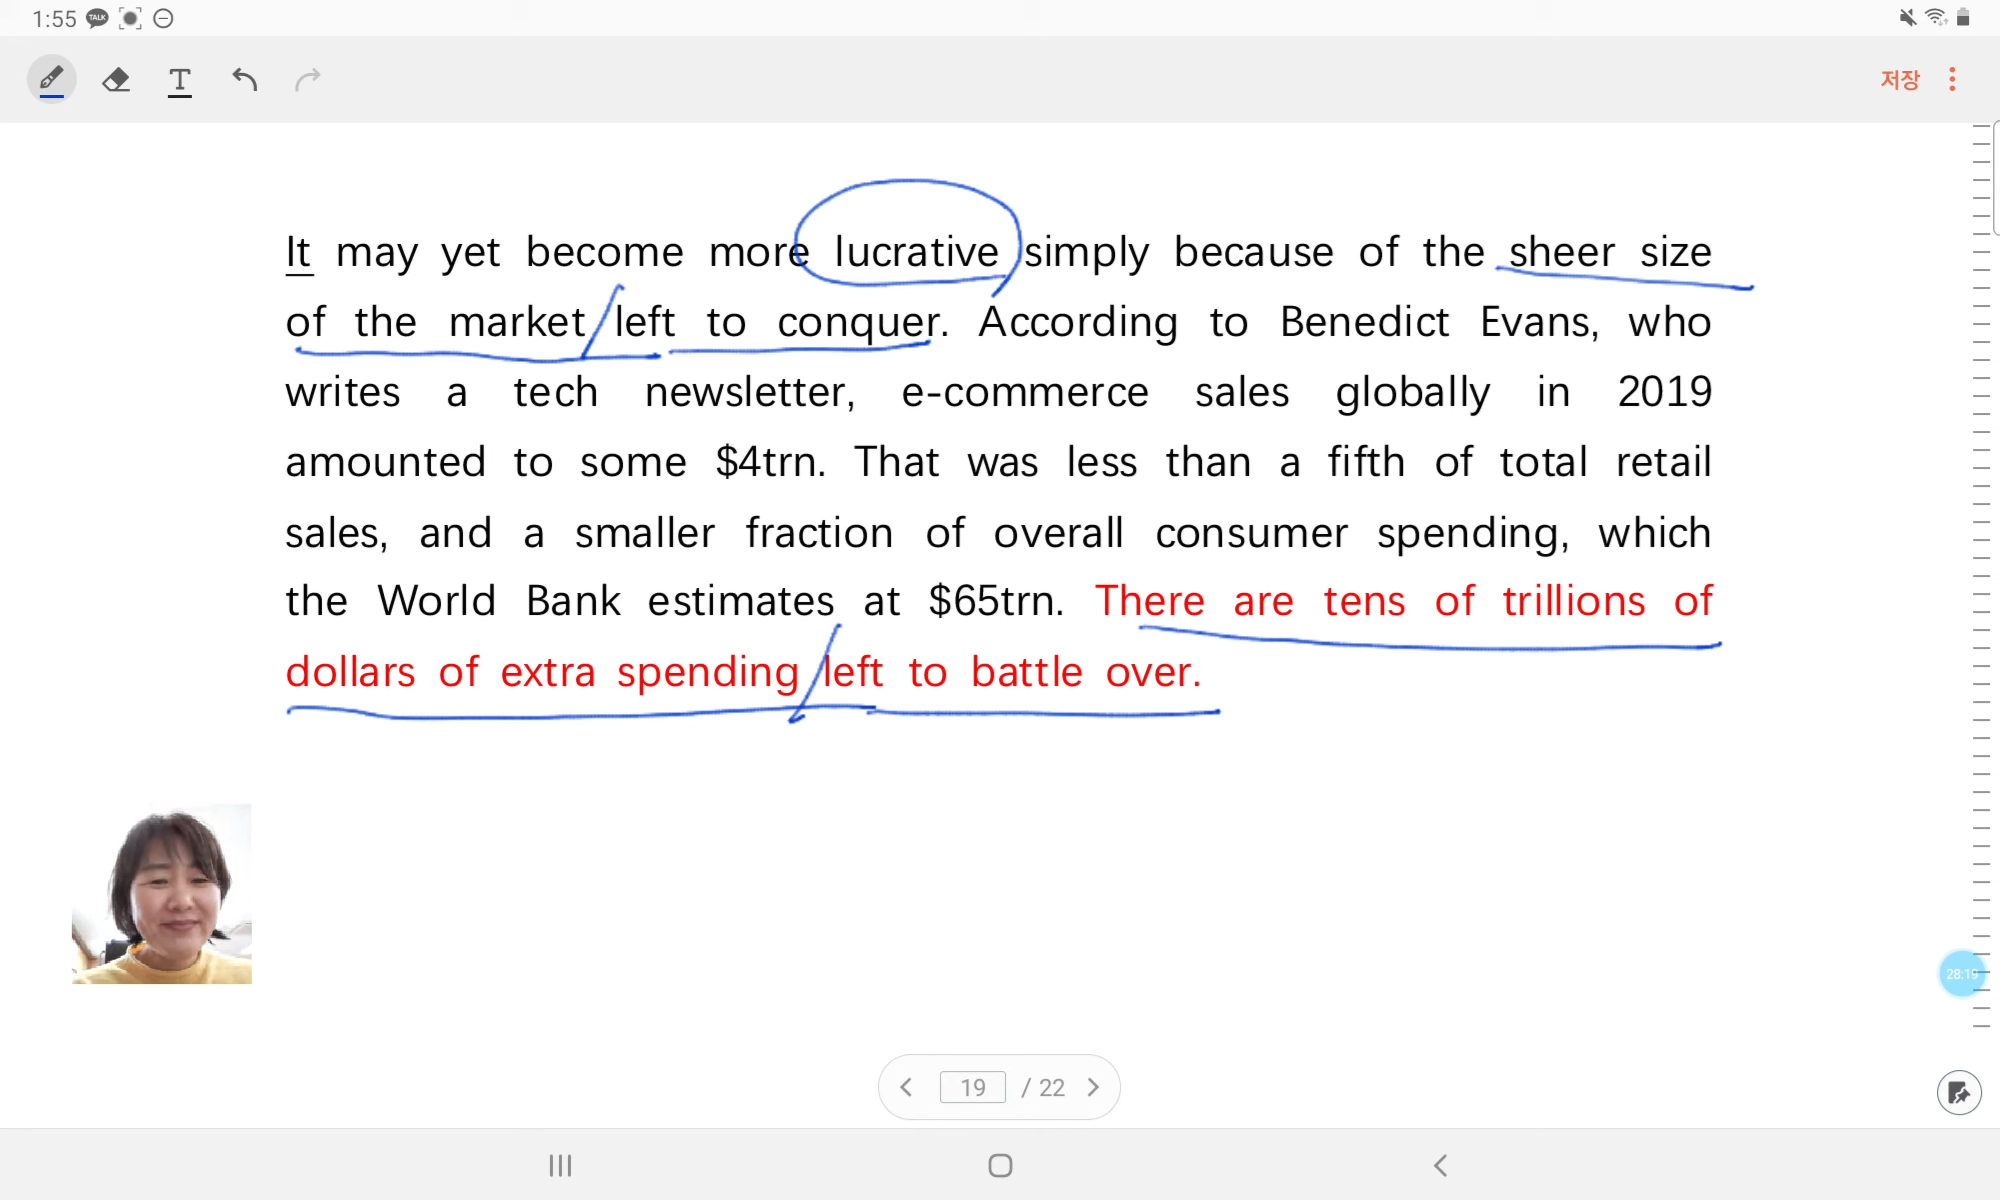 1:55 TALK
저장
It may yet become more lucrative simply because of the sheer size
of the market left to conquer. According to Benedict Evans, who
writes a tech newsletter, e-commerce sales globally in 2019
amounted to some $4trn. That was less than a fifth of total retail
sales, and a smaller fraction of overall consumer spending, which
the World Bank estimates at $65trn. There are tens of trillions of
dollars of extra spending left to battle over.
28:19
19 / 22